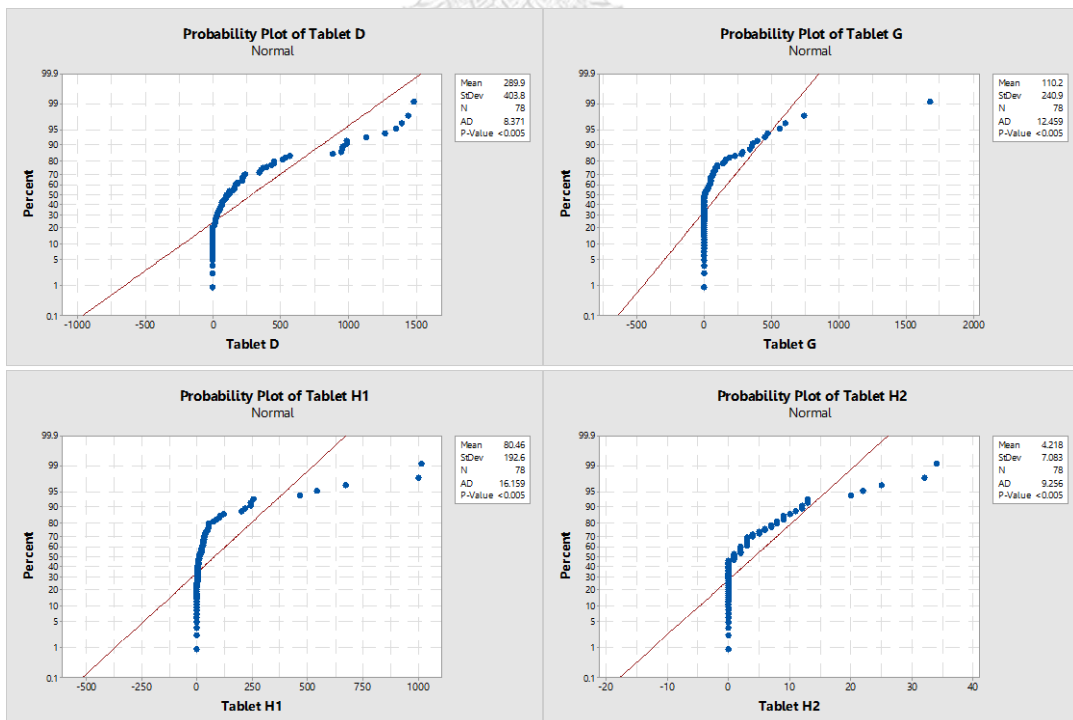 Probability Plot of Tablet D
Normal
99.9
99
95
90
80
70
60
50
40
30
20
10
5
1
0.1
Percent
-1000
-500
0
500
1000
1500
Tablet D
Mean 289.9
StDev 403.8
N 78
AD 8.371
P-Value <0.005
Probability Plot of Tablet G
Normal
99.9
99
95
90
80
70
60
50
40
30
20
10
5
1
0.1
Percent
-500
0
500
1000
1500
2000
Tablet G
Mean 110.2
StDev 240.9
N 78
AD 12.459
P-Value <0.005
Probability Plot of Tablet H1
Normal
99.9
99
95
90
80
70
60
50
40
30
20
10
5
1
0.1
Percent
-500
-250
0
250
500
750
1000
Tablet H1
Mean 80.46
StDev 192.6
N 78
AD 16.159
P-Value <0.005
Probability Plot of Tablet H2
Normal
99.9
99
95
90
80
70
60
50
40
30
20
10
5
1
0.1
Percent
-20
-10
0
10
20
30
40
Tablet H2
Mean 4.218
StDev 7.083
N 78
AD 9.256
P-Value <0.005